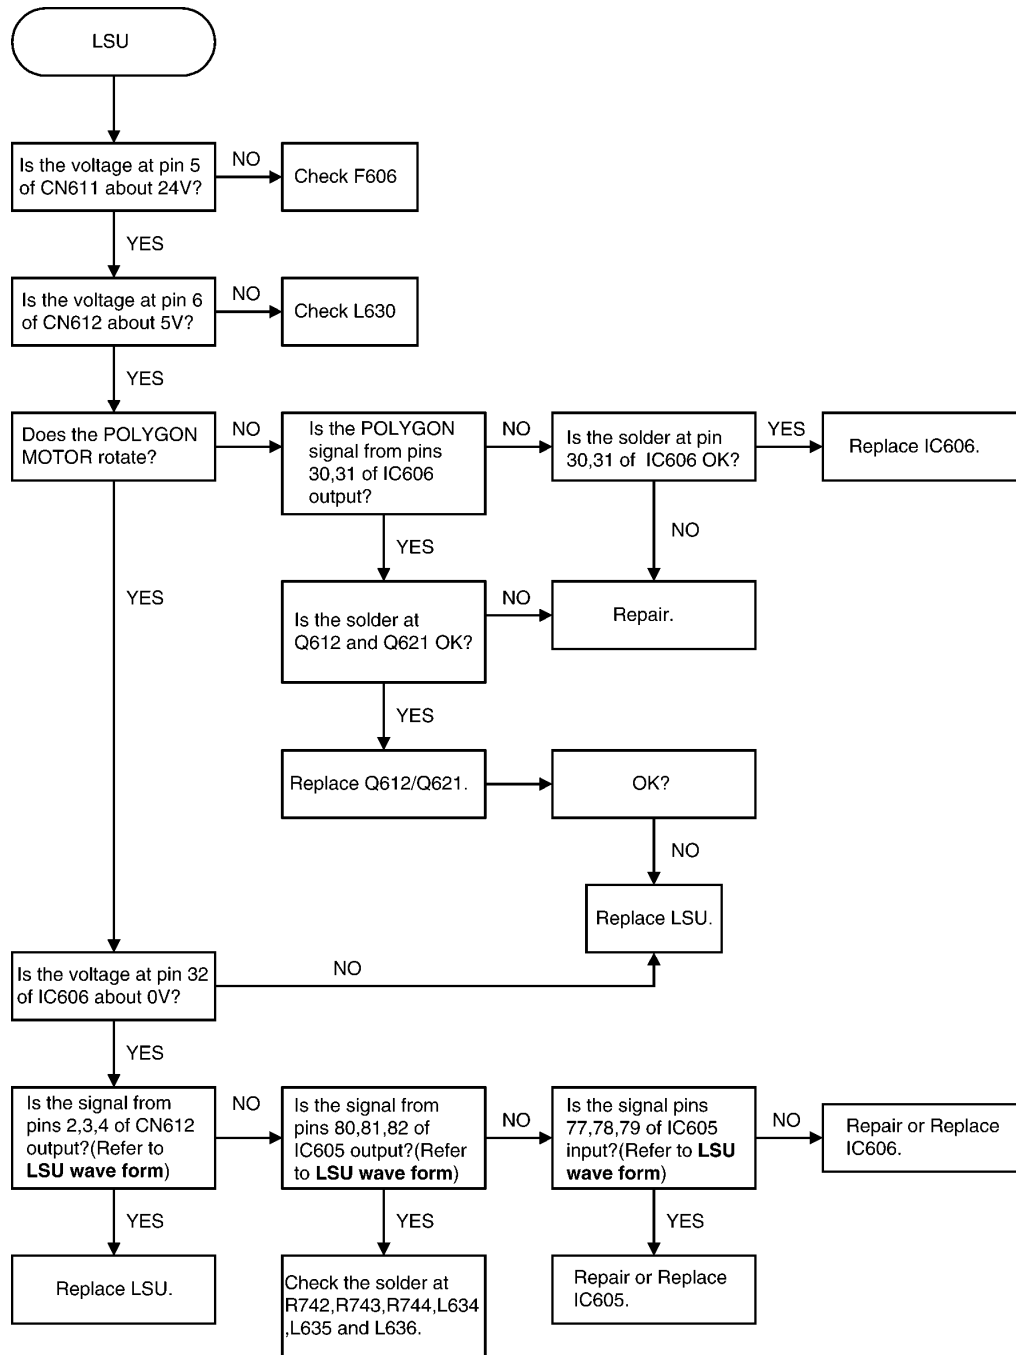 LSU
Is the voltage at pin 5
of CN611 about 24V?
NO
Check F606
YES
Is the voltage at pin 6
of CN612 about 5V?
NO
Check L630
YES
Does the POLYGON
MOTOR rotate?
NO
Is the POLYGON
signal from pins
30,31 of IC606
output?
NO
Is the solder at pin
30,31 of IC606 OK?
YES
Replace IC606.
YES
NO
YES
Is the solder at
Q612 and Q621 OK?
NO
Repair.
YES
Replace Q612/Q621.
OK?
NO
Replace LSU.
Is the voltage at pin 32
of IC606 about 0V?
NO
YES
Is the signal from
pins 2,3,4 of CN612
output?(Refer to
LSU wave form)
NO
Is the signal from
pins 80,81,82 of
IC605 output?(Refer
to LSU wave form)
NO
Is the signal pins
77,78,79 of IC605
input?(Refer to LSU
wave form)
NO
Repair or Replace
IC606.
YES
YES
YES
Replace LSU.
Check the solder at
R742,R743,R744,L634
,L635 and L636.
Repair or Replace
IC605.